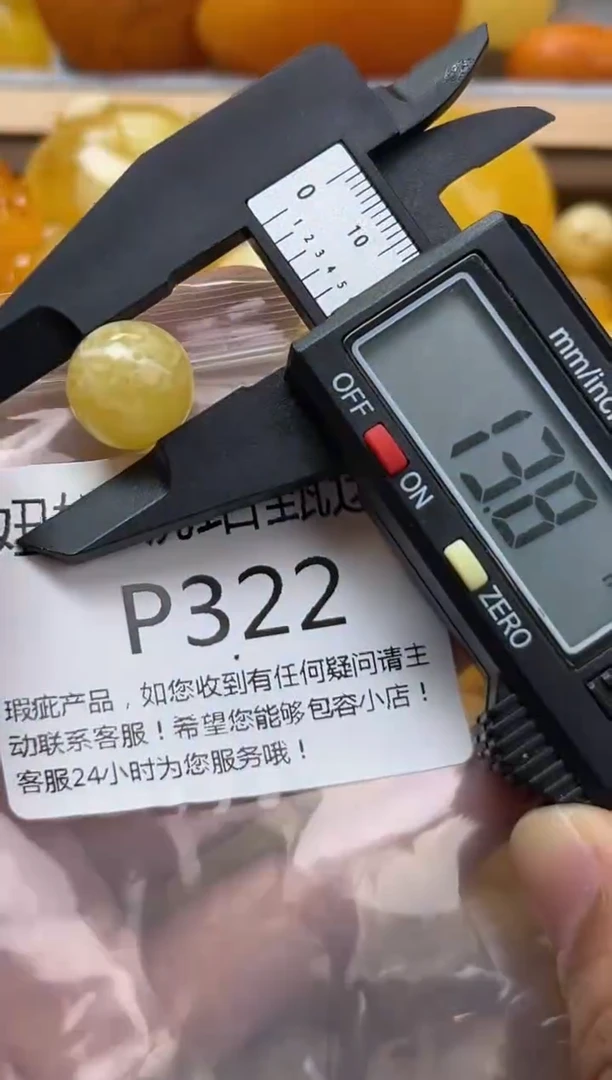 0
10
1 2 3 4 5
mm/inch
OFF
ON
13.8
ZERO
P322
瑕疵产品，如您收到有任何疑问请主
动联系客服！希望您能够包容小店！
客服24小时为您服务哦！